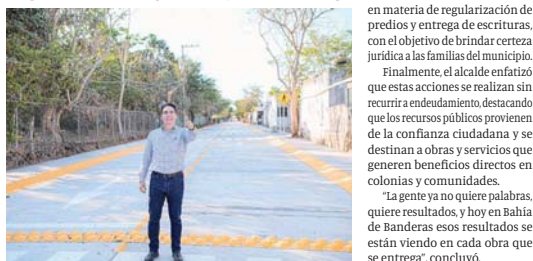 en materia de regularización de
predios y entrega de escrituras,
con el objetivo de brindar certeza
jurídica a las familias del municipio.
Finalmente, el alcalde enfatizó
que estas acciones se realizan sin
recurrir a endeudamiento, destacando
que los recursos públicos provienen
de la confianza ciudadana y se
destinan a obras y servicios que
generen beneficios directos en
colonias y comunidades.
"La gente ya no quiere palabras,
quiere resultados, y hoy en Bahía
de Banderas esos resultados se
están viendo en cada obra que
se entrega", concluyó.